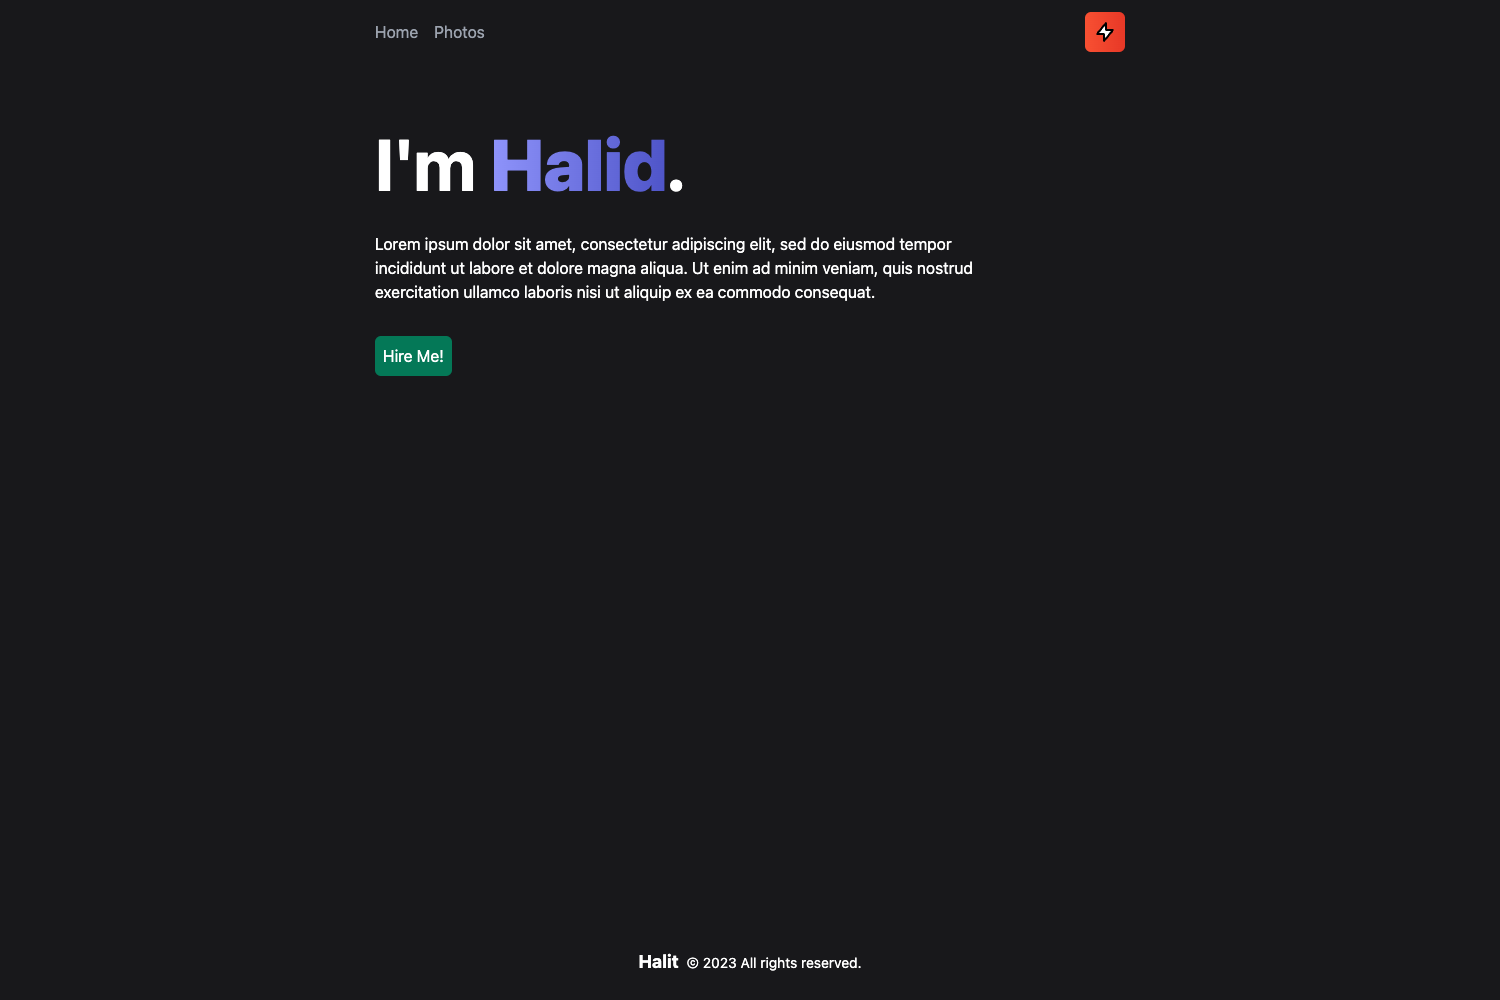 Home Photos
I'm Halid.
Lorem ipsum dolor sit amet, consectetur adipiscing elit, sed do eiusmod tempor
incididunt ut labore et dolore magna aliqua. Ut enim ad minim veniam, quis nostrud
exercitation ullamco laboris nisi ut aliquip ex ea commodo consequat.
Hire Me!
Halit © 2023 All rights reserved.